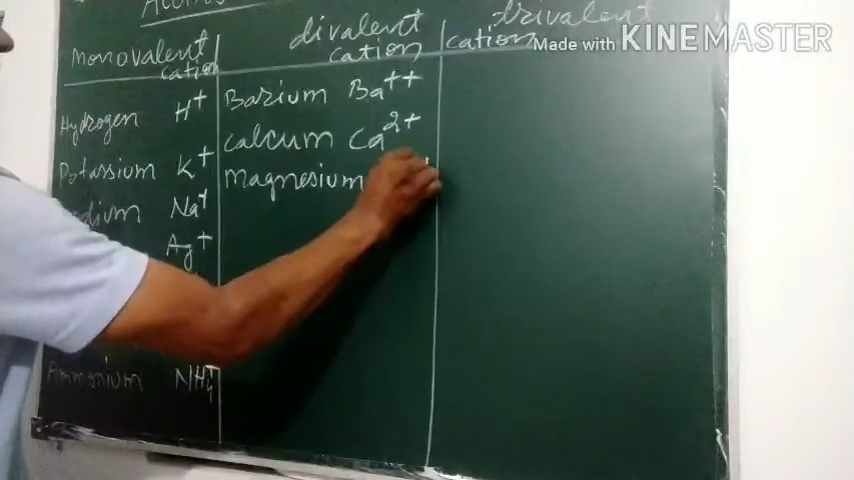 monovalent cation
divalent cation
trivalent cation
Made with KINEMASTER
Hydrogen H+
Potassium K+
Na+
Ag+
Ammonium NH4+
Barium Ba++
Calcum Ca2+
Magnesium